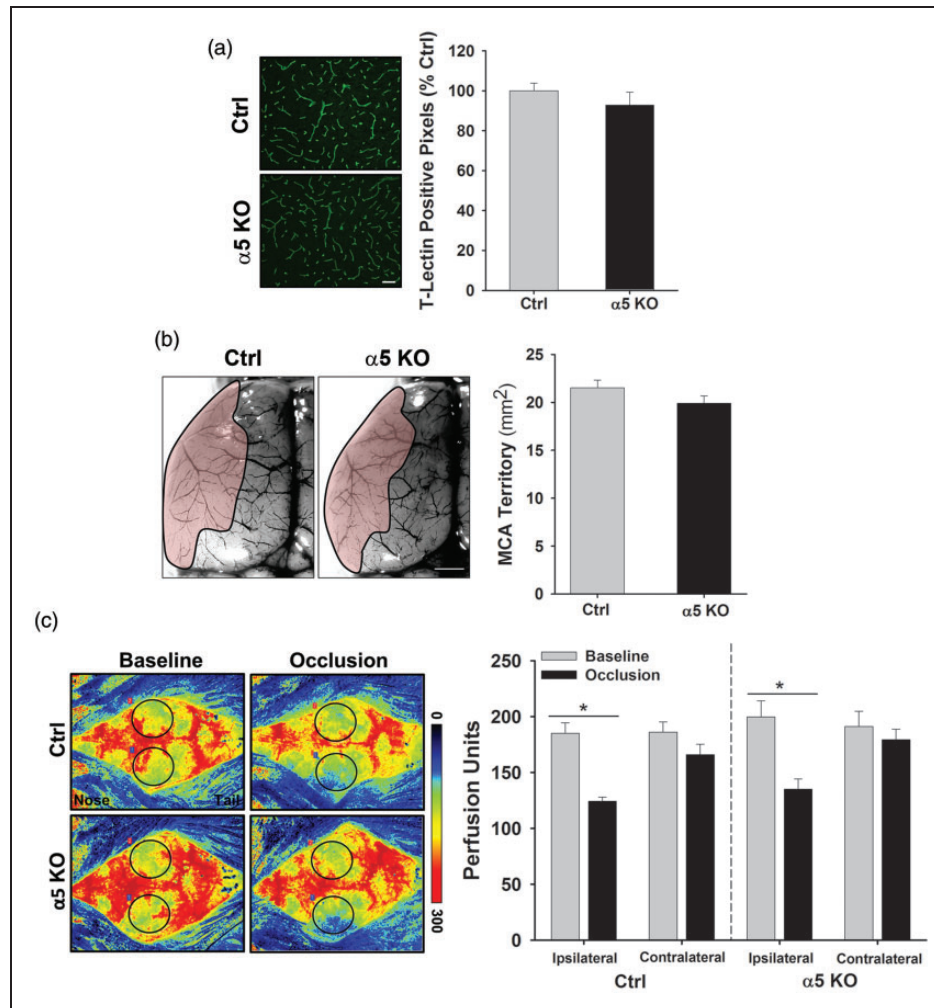 (a)
Ctrl
α5 KO
T-Lectin Positive Pixels (% Ctrl)
120
100
80
60
40
20
0
Ctrl
α5 KO
(b)
Ctrl
α5 KO
MCA Territory (mm²)
25
20
15
10
5
0
Ctrl
α5 KO
(c)
Baseline
Occlusion
Ctrl
Nose
Tail
α5 KO
0
300
Perfusion Units
250
200
150
100
50
0
Baseline
Occlusion
*
*
Ipsilateral
Contralateral
Ipsilateral
Contralateral
Ctrl
α5 KO